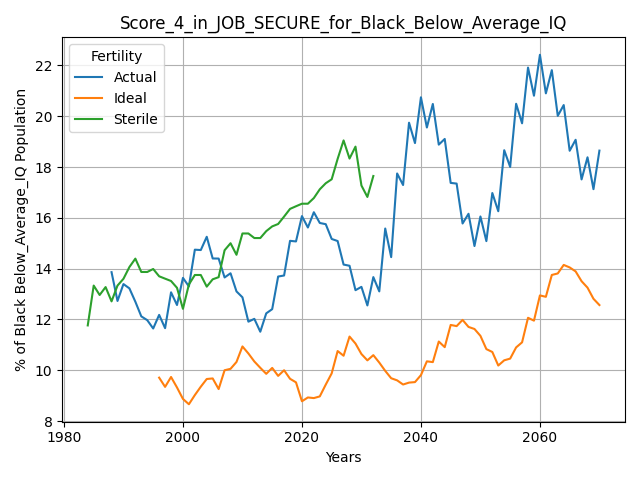 Score_4_in_JOB_SECURE_for_Black_Below_Average_IQ
Fertility
Actual
Ideal
Sterile
% of Black Below_Average_IQ Population
22
20
18
16
14
12
10
8
1980
2000
2020
2040
2060
Years